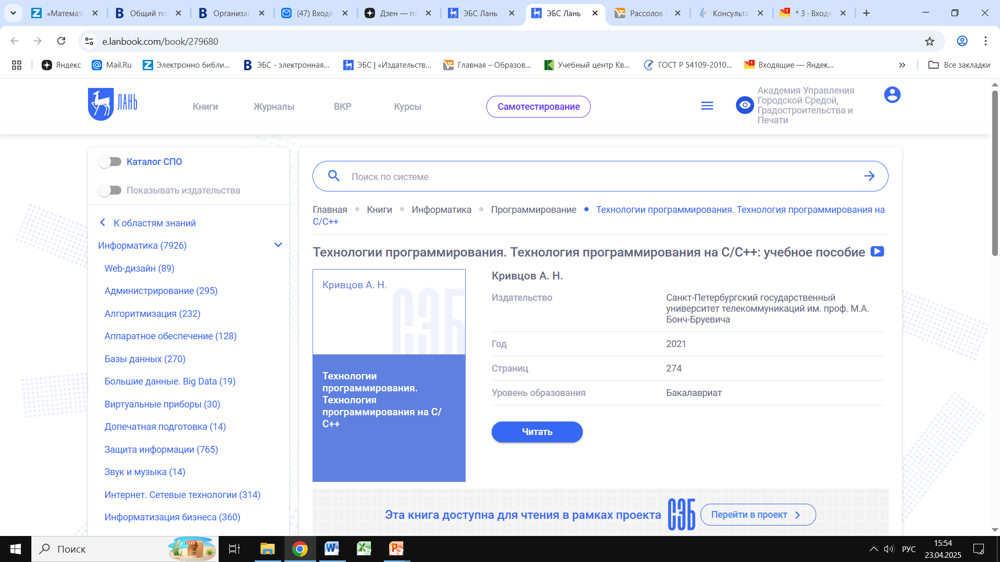 «Математи
Общий по
Организац
(47) Входя
Дзен — пл
ЭБС Лань
ЭБС Лань
Рассолов
Консульта
* 3 · Входя
e.lanbook.com/book/279680
Яндекс
Mail.Ru
Электронно библи...
ЭБС - электронная...
ЭБС | «Издательств...
Главная – Образов...
Учебный центр Кв...
ГОСТ Р 54109-2010...
Входящие — Яндек...
Все закладки
ЛАНЬ
Книги
Журналы
ВКР
Курсы
Самотестирование
Академия Управления
Городской Средой,
Градостроительства и
Печати
Каталог СПО
Показывать издательства
К областям знаний
Информатика (7926)
Web-дизайн (89)
Администрирование (295)
Алгоритмизация (232)
Аппаратное обеспечение (128)
Базы данных (270)
Большие данные. Big Data (19)
Виртуальные приборы (30)
Допечатная подготовка (14)
Защита информации (765)
Звук и музыка (14)
Интернет. Сетевые технологии (314)
Информатизация бизнеса (360)
Поиск по системе
Главная • Книги • Информатика • Программирование • Технологии программирования. Технология программирования на
С/С++
Технологии программирования. Технология программирования на С/С++: учебное пособие
Кривцов А. Н.
СЭБ
Технологии
программирования.
Технология
программирования на С/
С++
Кривцов А. Н.
Издательство
Санкт-Петербургский государственный
университет телекоммуникаций им. проф. М.А.
Бонч-Бруевича
Год
2021
Страниц
274
Уровень образования
Бакалавриат
Читать
Эта книга доступна для чтения в рамках проекта
СЭБ
Перейти в проект
Поиск
РУС
15:54
23.04.2025